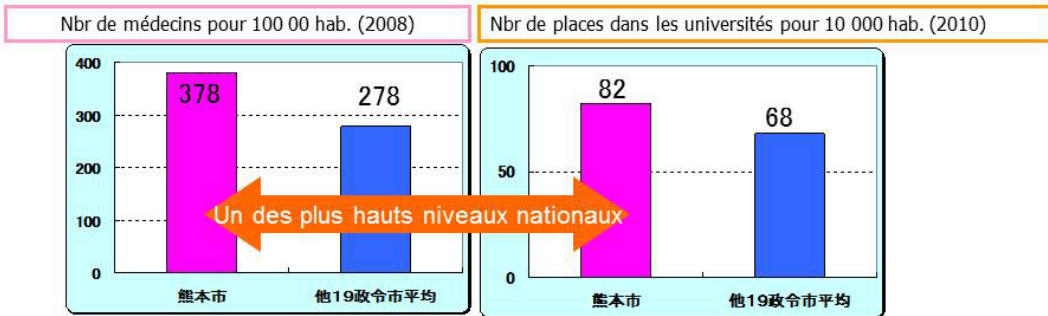 Nbr de médecins pour 100 00 hab. (2008)
Nbr de places dans les universités pour 10 000 hab. (2010)
400
300
200
100
0
378
278
熊本市
他19政令市平均
100
50
0
82
68
熊本市
他19政令市平均
Un des plus hauts niveaux nationaux